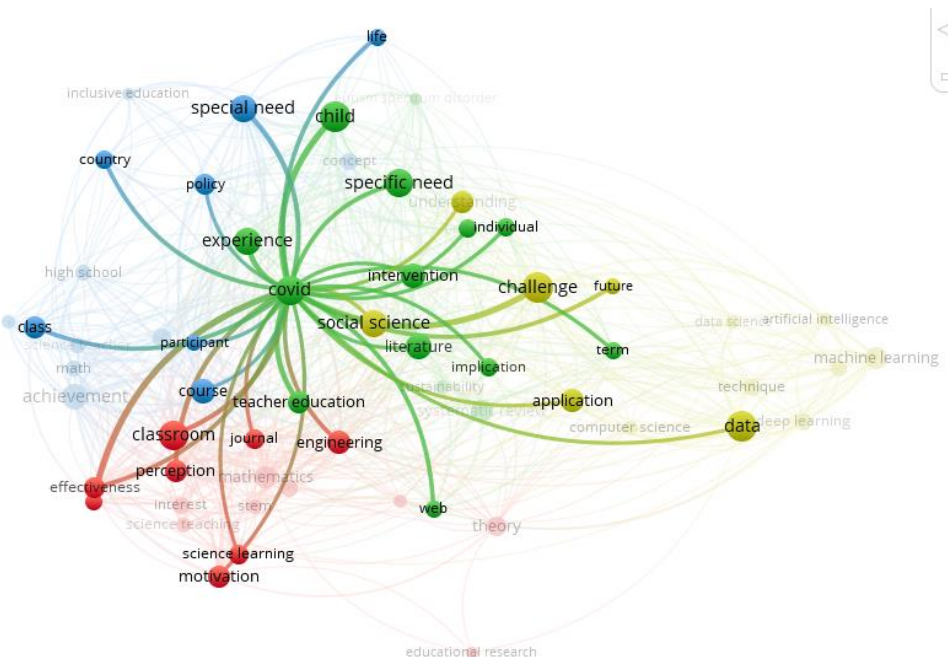 life
inclusive education
special need
child
country
concept
policy
specific need
understanding
individual
experience
high school
intervention
covid
challenge
future
class
social science
data science
artificial intelligence
participant
literature
term
machine learning
math
implication
achievement
course
sustainability
technique
teacher education
application
systematic review
classroom
journal
engineering
computer science
data
deep learning
perception
mathematics
effectiveness
interest
stem
web
science teaching
theory
science learning
motivation
educational research